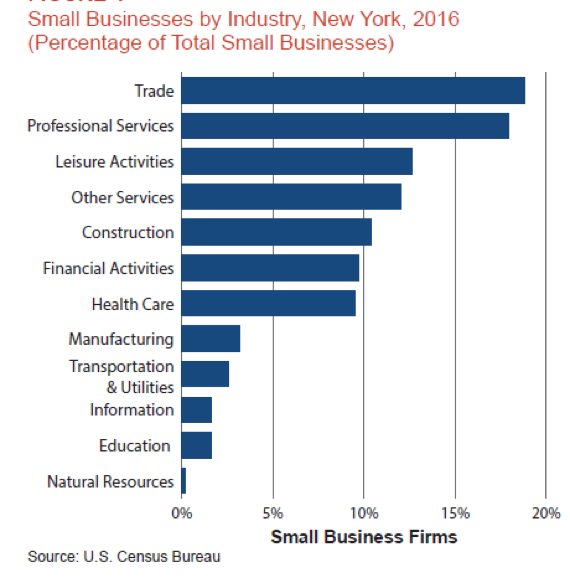 Small Businesses by Industry, New York, 2016
(Percentage of Total Small Businesses)
Trade
Professional Services
Leisure Activities
Other Services
Construction
Financial Activities
Health Care
Manufacturing
Transportation
& Utilities
Information
Education
Natural Resources
0% 5% 10% 15% 20%
Small Business Firms
Source: U.S. Census Bureau